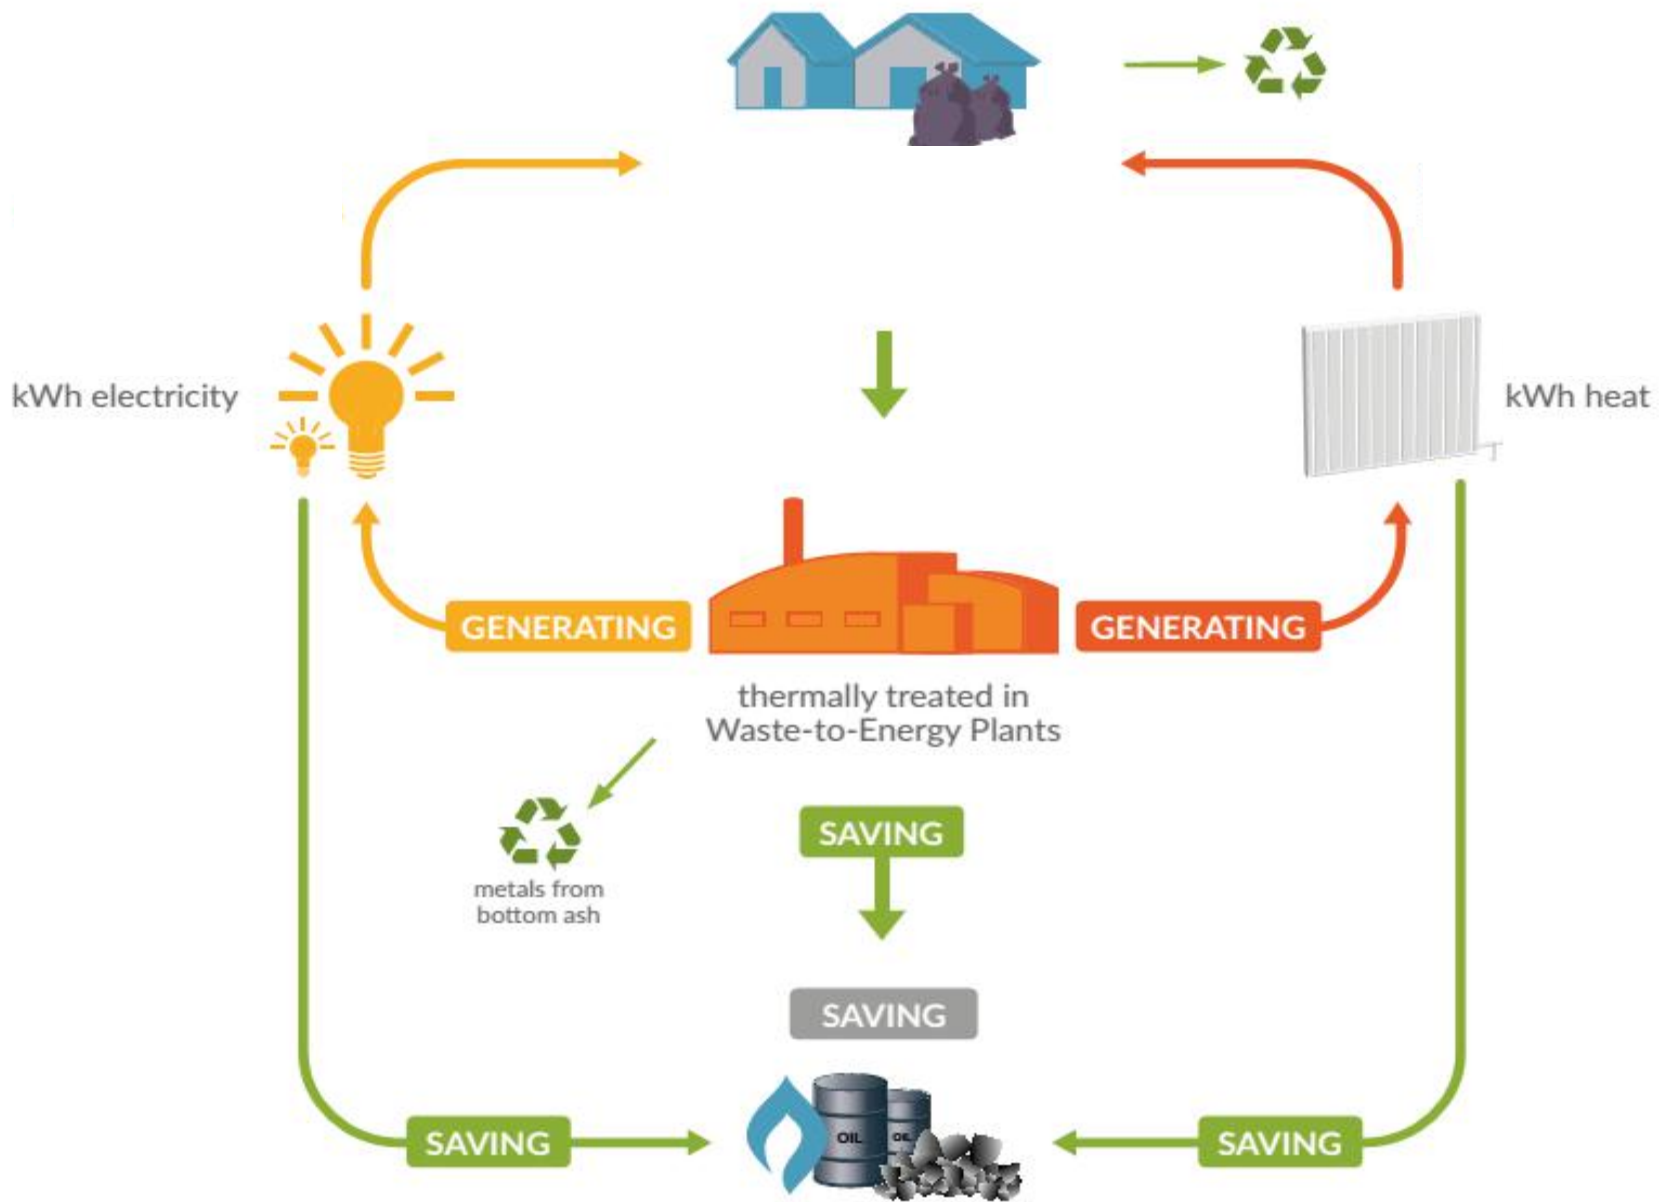 kWh electricity
kWh heat
GENERATING
GENERATING
thermally treated in
Waste-to-Energy Plants
SAVING
metals from
bottom ash
SAVING
OIL
OIL
SAVING
SAVING